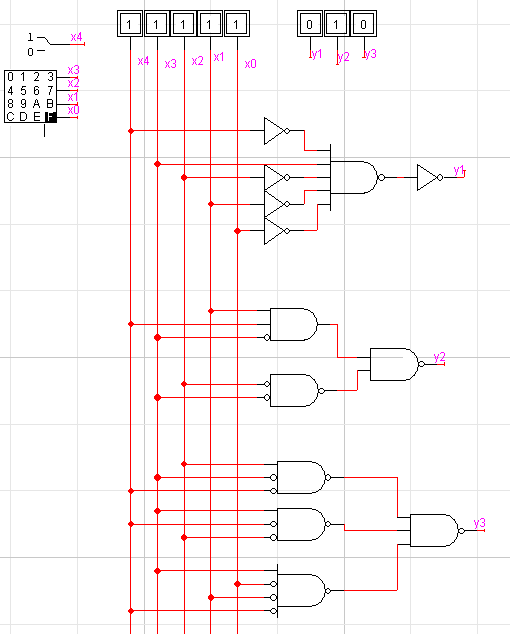 1 1 1 1 1 0 1 0
1 x4
0
x4 x3 x2 x1 x0 y1 y2 y3
0 1 2 3 x3
4 5 6 7 x2
8 9 A B x1
C D E F x0
y1
y2
y3